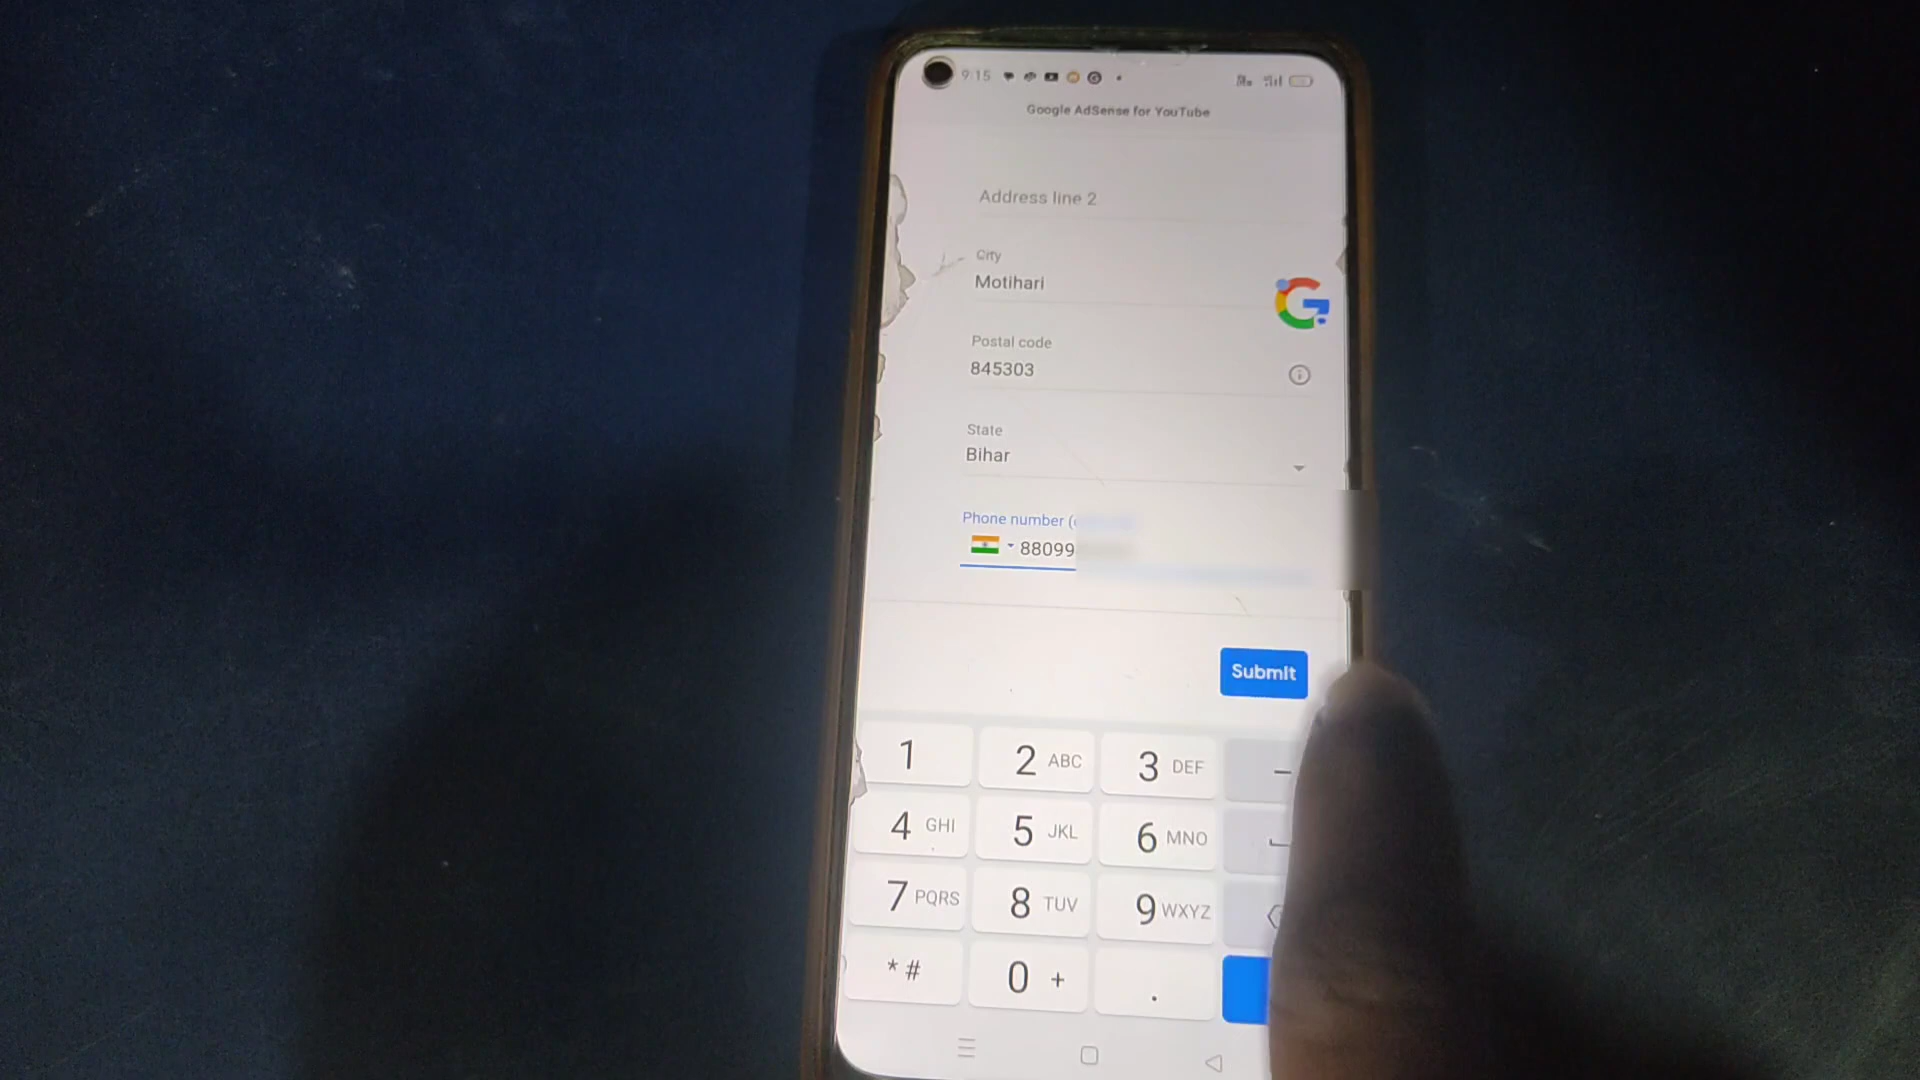 9:15
Google AdSense for YouTube
Address line 2
City
Motihari
Postal code
845303
State
Bihar
Phone number (
88099
Submit
1
2 ABC
3 DEF
-
4 GHI
5 JKL
6 MNO
7 PQRS
8 TUV
9 WXYZ
* #
0 +
.